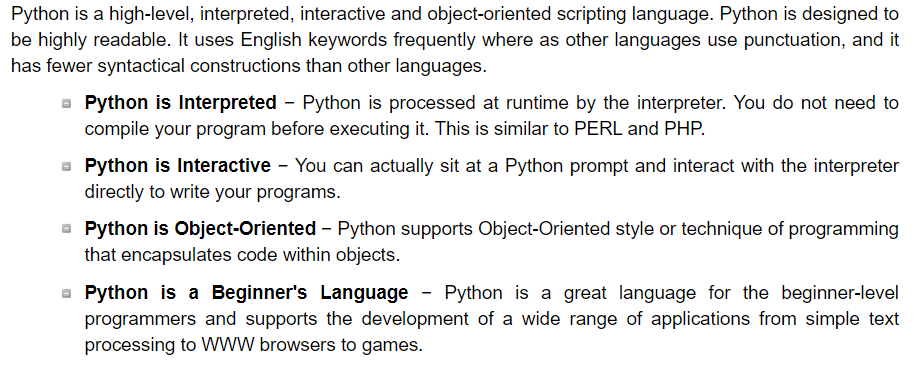 Python is a high-level, interpreted, interactive and object-oriented scripting language. Python is designed to
be highly readable. It uses English keywords frequently where as other languages use punctuation, and it
has fewer syntactical constructions than other languages.
Python is Interpreted − Python is processed at runtime by the interpreter. You do not need to
compile your program before executing it. This is similar to PERL and PHP.
Python is Interactive − You can actually sit at a Python prompt and interact with the interpreter
directly to write your programs.
Python is Object-Oriented − Python supports Object-Oriented style or technique of programming
that encapsulates code within objects.
Python is a Beginner's Language − Python is a great language for the beginner-level
programmers and supports the development of a wide range of applications from simple text
processing to WWW browsers to games.